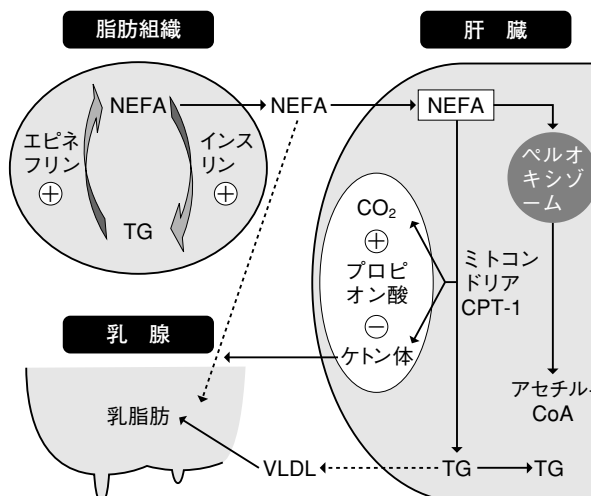 脂肪組織
肝 臓
NEFA
NEFA
NEFA
エピネ
フリン
⊕
インス
リン
⊕
TG
ペルオ
キシゾ
ーム
CO₂
⊕
プロピ
オン酸
⊖
ケトン体
ミトコン
ドリア
CPT-1
乳 腺
乳脂肪
アセチル
CoA
VLDL
TG
TG